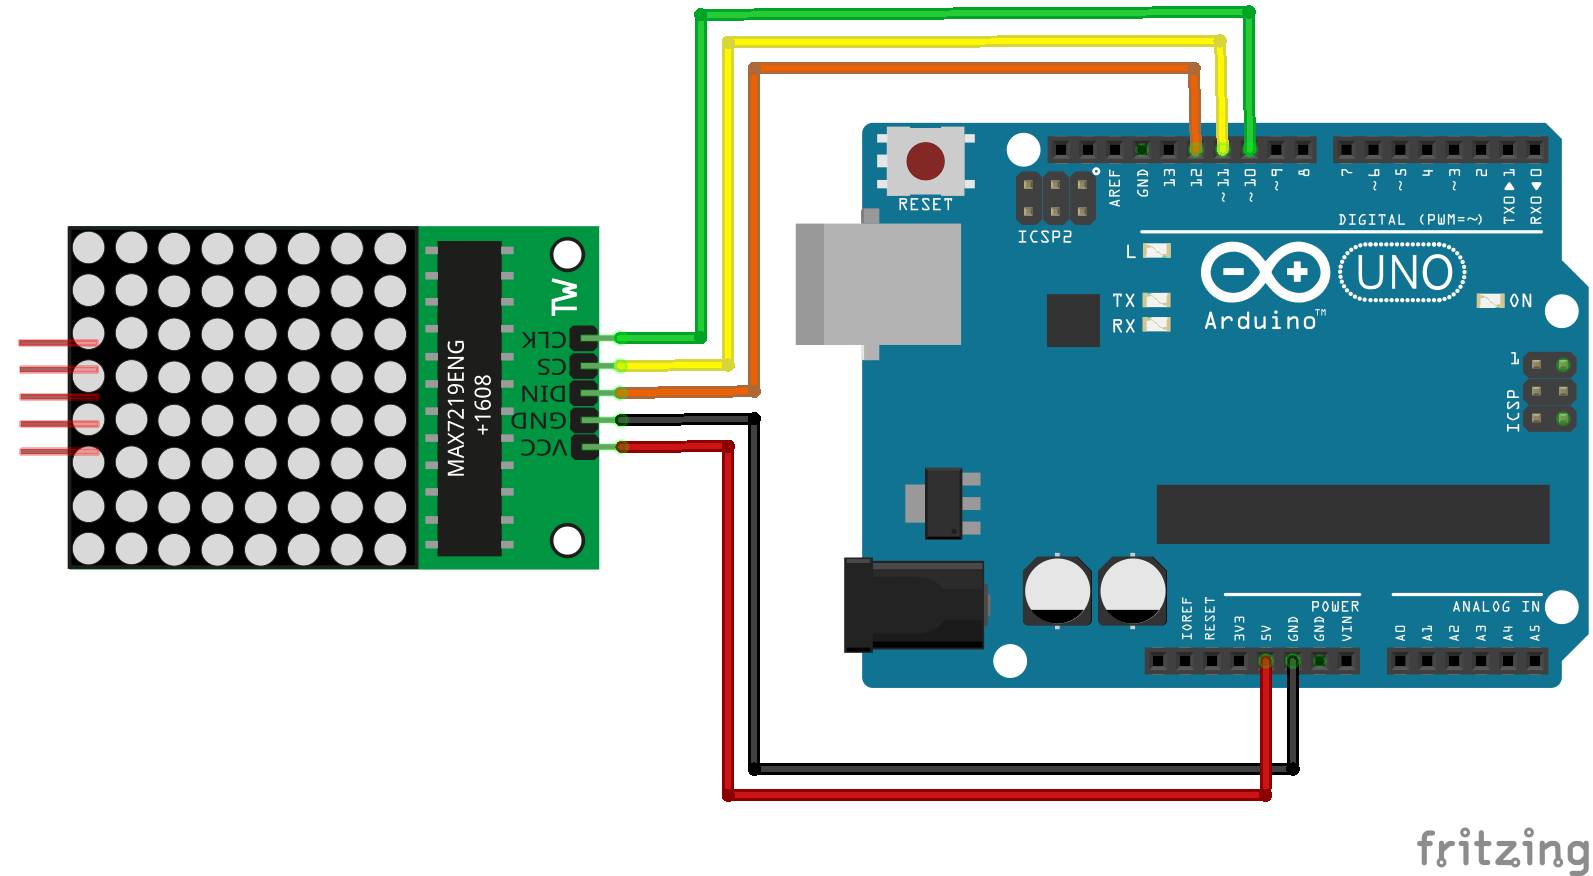 TW
CLK
CS
DIN
GND
VCC
MAX7219ENG
+1608
RESET
ICSP2
AREF
GND
13
12
~11
~10
~9
8
7
~6
~5
4
~3
2
TX0▶1
RX0◀0
DIGITAL (PWM=~)
L
TX
RX
UNO
Arduino™
ON
1
ICSP
POWER
ANALOG IN
IOREF
RESET
3V3
5V
GND
GND
VIN
A0
A1
A2
A3
A4
A5
fritzing